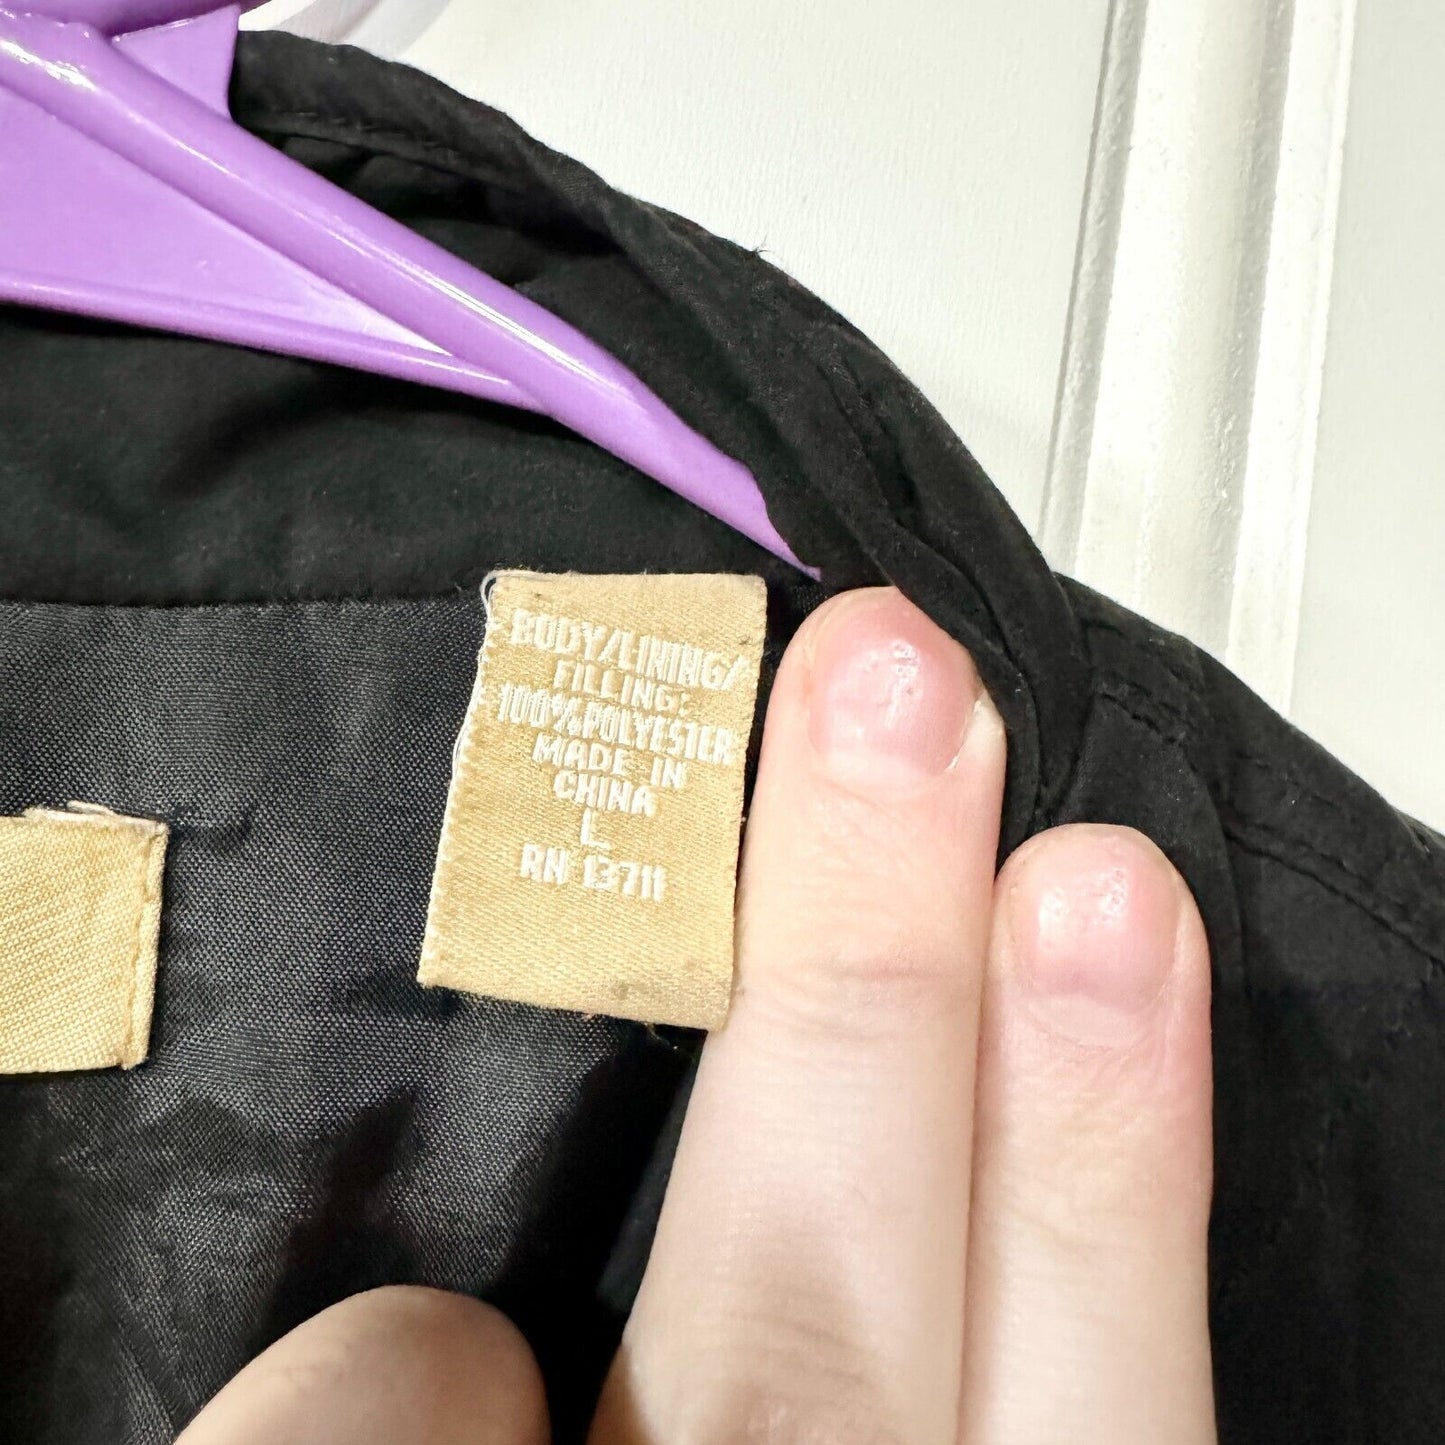 BODY/LINING/
FILLING:
100% POLYESTER
MADE IN
CHINA
L
RN 13711